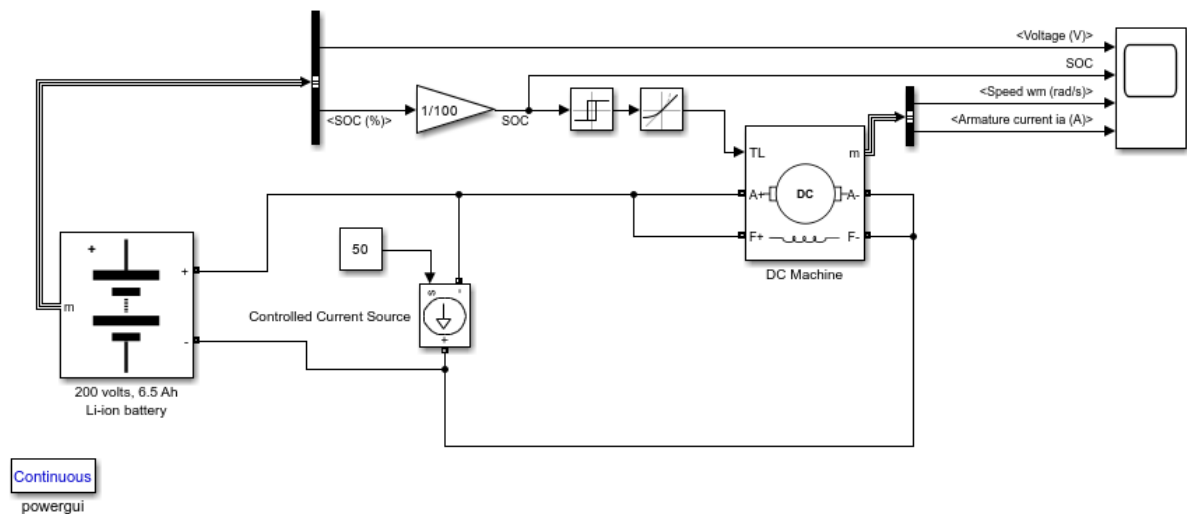 <Voltage (V)>
SOC
<Speed wm (rad/s)>
<SOC (%)>
1/100
SOC
<Armature current ia (A)>
TL
m
A+
DC
A-
F+
F-
DC Machine
50
s
-
+
Controlled Current Source
+
+
m
-
200 volts, 6.5 Ah
Li-ion battery
Continuous
powergui